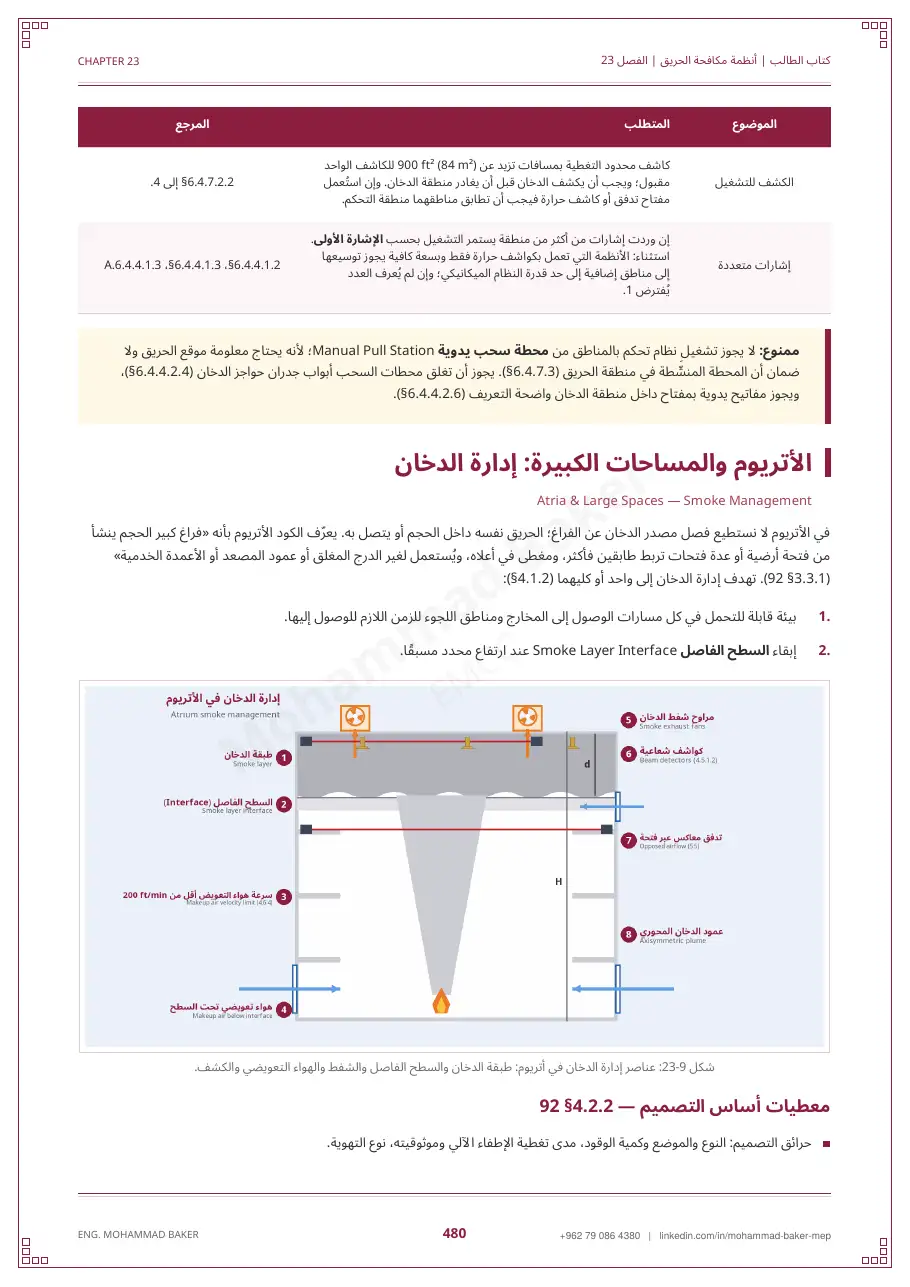 كتاب الطالب | أنظمة مكافحة الحريق | الفصل 23
CHAPTER 23
الموضوع المتطلب المرجع
الكشف للتشغيل
كاشف محدود التغطية بمسافات تزيد عن 900 ft² (84 m²) للكاشف الواحد
مقبول؛ ويجب أن يكشف الدخان قبل أن يغادر منطقة الدخان. وإن استُعمل
مفتاح تدفق أو كاشف حرارة فيجب أن تطابق مناطقهما منطقة التحكم.
§6.4.7.2.2 إلى 4.
إشارات متعددة
إن وردت إشارات من أكثر من منطقة يستمر التشغيل بحسب الإشارة الأولى.
استثناء: الأنظمة التي تعمل بكواشف حرارة فقط وبسعة كافية يجوز توسيعها
إلى مناطق إضافية إلى حد قدرة النظام الميكانيكي؛ وإن لم يُعرف العدد
يُفترض 1.
§6.4.4.1.2، §6.4.4.1.3، A.6.4.4.1.3
ممنوع: لا يجوز تشغيل نظام تحكم بالمناطق من محطة سحب يدوية Manual Pull Station؛ لأنه يحتاج معلومة موقع الحريق ولا
ضمان أن المحطة المنشَّطة في منطقة الحريق (§6.4.7.3). يجوز أن تغلق محطات السحب أبواب جدران حواجز الدخان (§6.4.4.2.4)،
ويجوز مفاتيح يدوية بمفتاح داخل منطقة الدخان واضحة التعريف (§6.4.4.2.6).
الأتريوم والمساحات الكبيرة: إدارة الدخان
Atria & Large Spaces — Smoke Management
في الأتريوم لا نستطيع فصل مصدر الدخان عن الفراغ؛ الحريق نفسه داخل الحجم أو يتصل به. يعرّف الكود الأتريوم بأنه «فراغ كبير الحجم ينشأ
من فتحة أرضية أو عدة فتحات تربط طابقين فأكثر، ومغطى في أعلاه، ويُستعمل لغير الدرج المغلق أو عمود المصعد أو الأعمدة الخدمية»
(92 §3.3.1). تهدف إدارة الدخان إلى واحد أو كليهما (§4.1.2):
1. بيئة قابلة للتحمل في كل مسارات الوصول إلى المخارج ومناطق اللجوء للزمن اللازم للوصول إليها.
2. إبقاء السطح الفاصل Smoke Layer Interface عند ارتفاع محدد مسبقًا.
إدارة الدخان في الأتريوم
Atrium smoke management
5 مراوح شفط الدخان
Smoke exhaust fans
6 كواشف شعاعية
Beam detectors (4.5.1.2)
1 طبقة الدخان
Smoke layer
d
2 السطح الفاصل (Interface)
Smoke layer interface
7 تدفق معاكس عبر فتحة
Opposed airflow (5.5)
H
3 سرعة هواء التعويض أقل من 200 ft/min
Makeup air velocity limit (4.6.4)
8 عمود الدخان المحوري
Axisymmetric plume
4 هواء تعويضي تحت السطح
Makeup air below interface
شكل 9-23: عناصر إدارة الدخان في أتريوم: طبقة الدخان والسطح الفاصل والشفط والهواء التعويضي والكشف.
معطيات أساس التصميم — 92 §4.2.2
حرائق التصميم: النوع والموضع وكمية الوقود، مدى تغطية الإطفاء الآلي وموثوقيته، نوع التهوية.
ENG. MOHAMMAD BAKER
480
+962 79 086 4380 | linkedin.com/in/mohammad-baker-mep